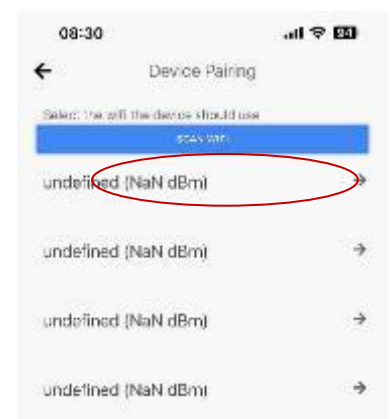 08:30
Device Pairing
Select the wifi the device should use
SCAN WIFI
undefined (NaN dBm)
undefined (NaN dBm)
undefined (NaN dBm)
undefined (NaN dBm)